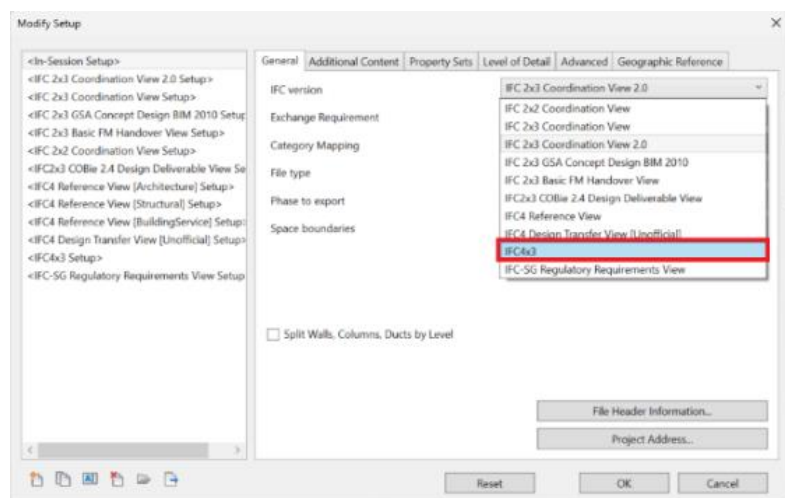 Modify Setup
<In-Session Setup>
<IFC 2x3 Coordination View 2.0 Setup>
<IFC 2x3 Coordination View Setup>
<IFC 2x3 GSA Concept Design BIM 2010 Setup
<IFC 2x3 Basic FM Handover View Setup>
<IFC 2x2 Coordination View Setup>
<IFC2x3 COBie 2.4 Design Deliverable View Se
<IFC4 Reference View [Architecture] Setup>
<IFC4 Reference View [Structural] Setup>
<IFC4 Reference View [BuildingService] Setup>
<IFC4 Design Transfer View [Unofficial] Setup>
<IFC4x3 Setup>
<IFC-SG Regulatory Requirements View Setup
General Additional Content Property Sets Level of Detail Advanced Geographic Reference
IFC version IFC 2x3 Coordination View 2.0
Exchange Requirement
Category Mapping
File type
Phase to export
Space boundaries
IFC 2x2 Coordination View
IFC 2x3 Coordination View
IFC 2x3 Coordination View 2.0
IFC 2x3 GSA Concept Design BIM 2010
IFC 2x3 Basic FM Handover View
IFC2x3 COBie 2.4 Design Deliverable View
IFC4 Reference View
IFC4 Design Transfer View [Unofficial]
IFC4x3
IFC-SG Regulatory Requirements View
Split Walls, Columns, Ducts by Level
File Header Information...
Project Address...
Reset OK Cancel